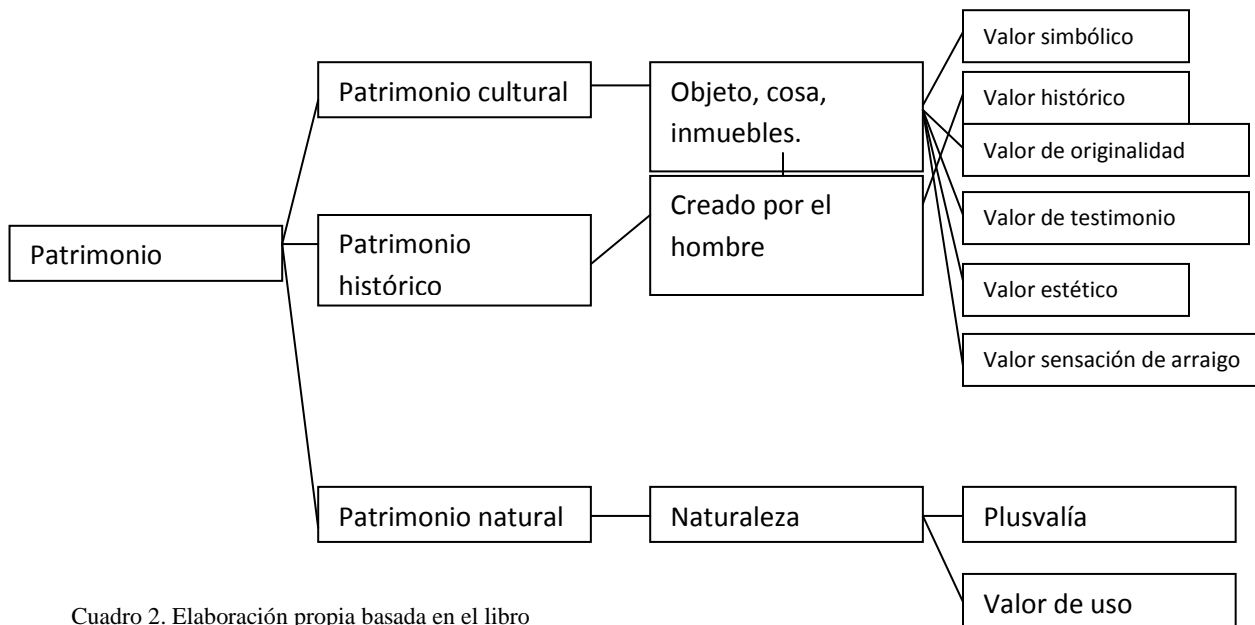 Patrimonio
Patrimonio cultural
Patrimonio
histórico
Patrimonio natural
Objeto, cosa,
inmuebles.
Creado por el
hombre
Naturaleza
Valor simbólico
Valor histórico
Valor de originalidad
Valor de testimonio
Valor estético
Valor sensación de arraigo
Plusvalía
Valor de uso
Cuadro 2. Elaboración propia basada en el libro